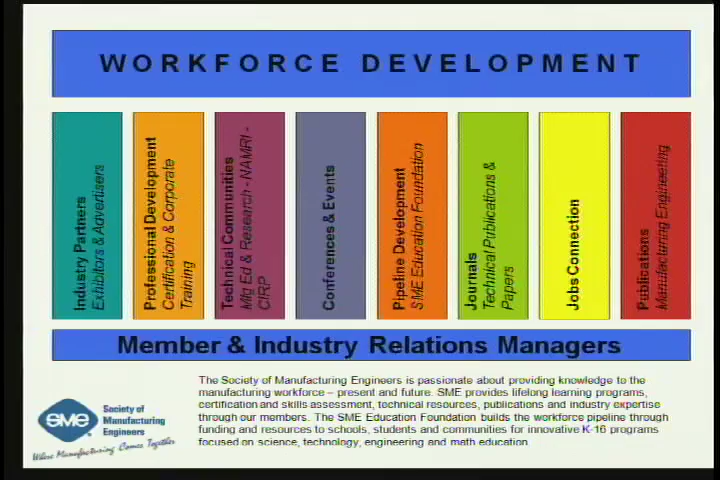 WORKFORCE DEVELOPMENT
Industry Partners
Exhibitors & Advertisers
Professional Development
Certification & Corporate
Training
Technical Communities
Mfg Ed & Research - NAMRI -
CIRP
Conferences & Events
Pipeline Development
SME Education Foundation
Journals
Technical Publications &
Papers
Jobs Connection
Publications
Manufacturing Engineering
Member & Industry Relations Managers
The Society of Manufacturing Engineers is passionate about providing knowledge to the
manufacturing workforce – present and future. SME provides lifelong learning programs,
certification and skills assessment, technical resources, publications and industry expertise
through our members. The SME Education Foundation builds the workforce pipeline through
funding and resources to schools, students and communities for innovative K-16 programs
focused on science, technology, engineering and math education.
SME
Society of
Manufacturing
Engineers
Where Manufacturing Comes Together